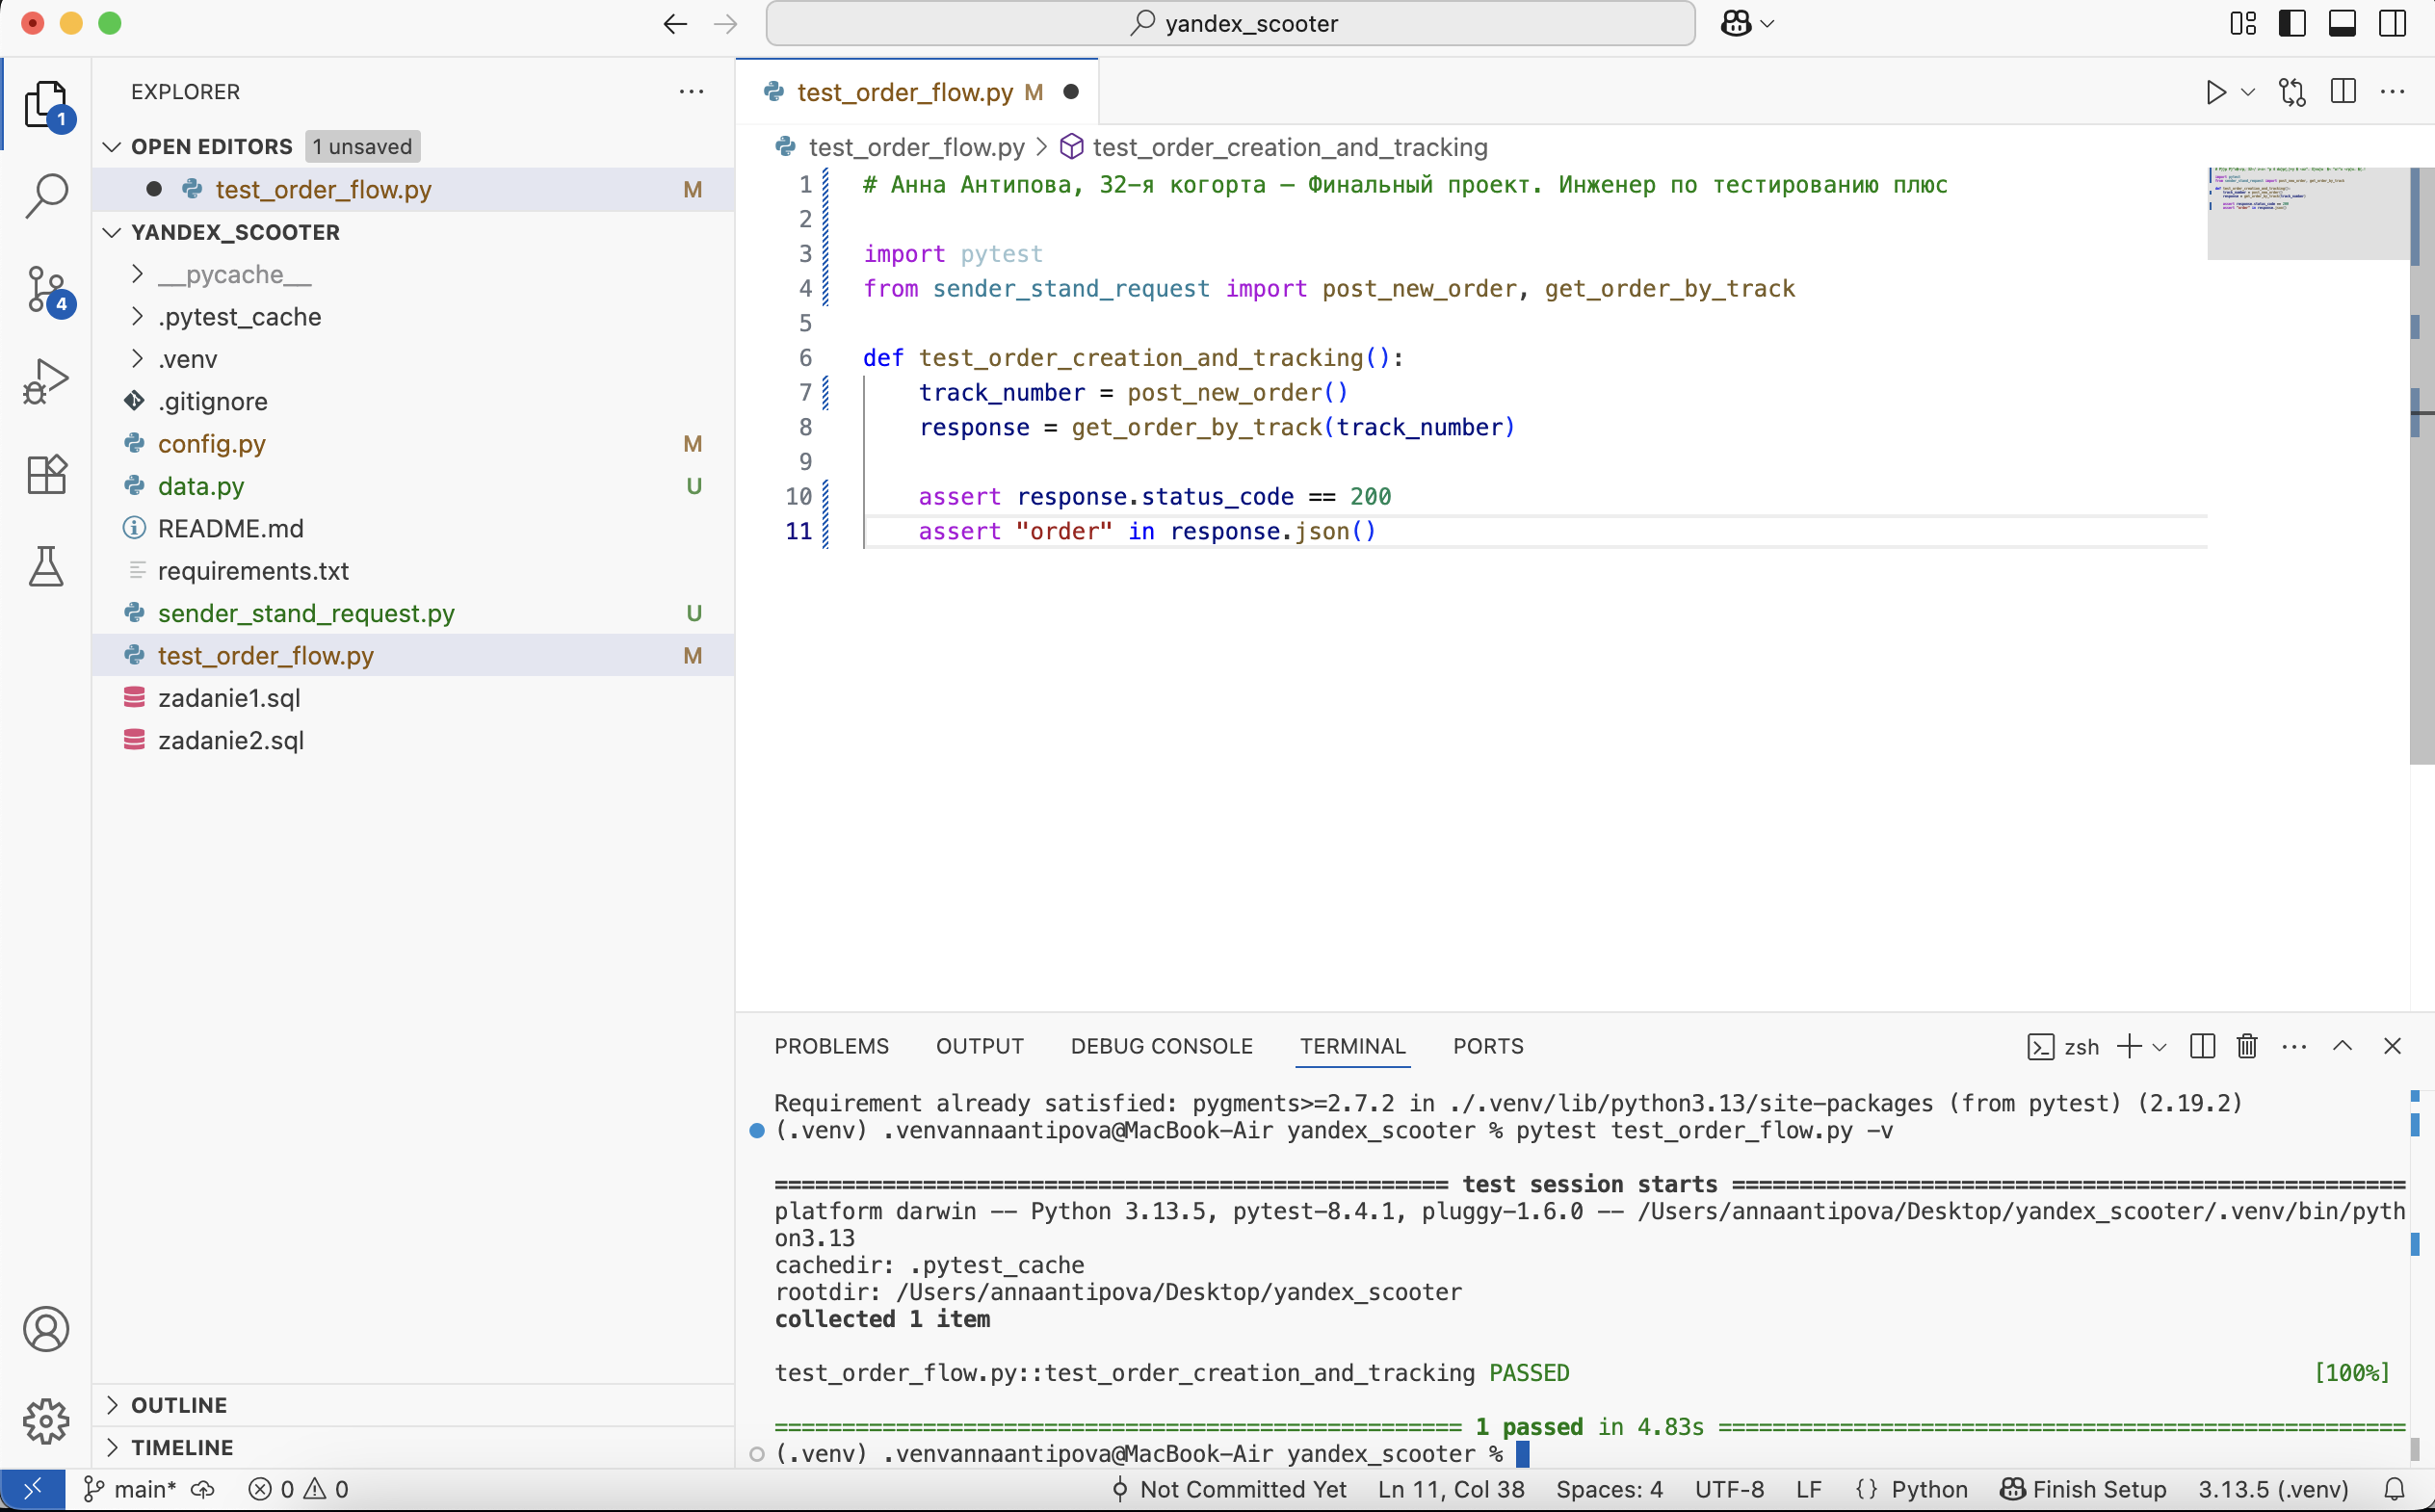 yandex_scooter
EXPLORER
OPEN EDITORS 1 unsaved
test_order_flow.py M
YANDEX_SCOOTER
__pycache__
.pytest_cache
.venv
.gitignore
config.py M
data.py U
README.md
requirements.txt
sender_stand_request.py U
test_order_flow.py M
zadanie1.sql
zadanie2.sql
OUTLINE
TIMELINE
1
4
test_order_flow.py M
test_order_flow.py > test_order_creation_and_tracking
1 # Анна Антипова, 32-я когорта — Финальный проект. Инженер по тестированию плюс
2
3 import pytest
4 from sender_stand_request import post_new_order, get_order_by_track
5
6 def test_order_creation_and_tracking():
7 track_number = post_new_order()
8 response = get_order_by_track(track_number)
9
10 assert response.status_code == 200
11 assert "order" in response.json()
PROBLEMS OUTPUT DEBUG CONSOLE TERMINAL PORTS
zsh
Requirement already satisfied: pygments>=2.7.2 in ./.venv/lib/python3.13/site-packages (from pytest) (2.19.2)
(.venv) .venvannaantipova@MacBook-Air yandex_scooter % pytest test_order_flow.py -v
================================================== test session starts ==================================================
platform darwin -- Python 3.13.5, pytest-8.4.1, pluggy-1.6.0 -- /Users/annaantipova/Desktop/yandex_scooter/.venv/bin/pyth
on3.13
cachedir: .pytest_cache
rootdir: /Users/annaantipova/Desktop/yandex_scooter
collected 1 item
test_order_flow.py::test_order_creation_and_tracking PASSED [100%]
=================================================== 1 passed in 4.83s ===================================================
(.venv) .venvannaantipova@MacBook-Air yandex_scooter %
main* 0 0 Not Committed Yet Ln 11, Col 38 Spaces: 4 UTF-8 LF {} Python Finish Setup 3.13.5 (.venv)